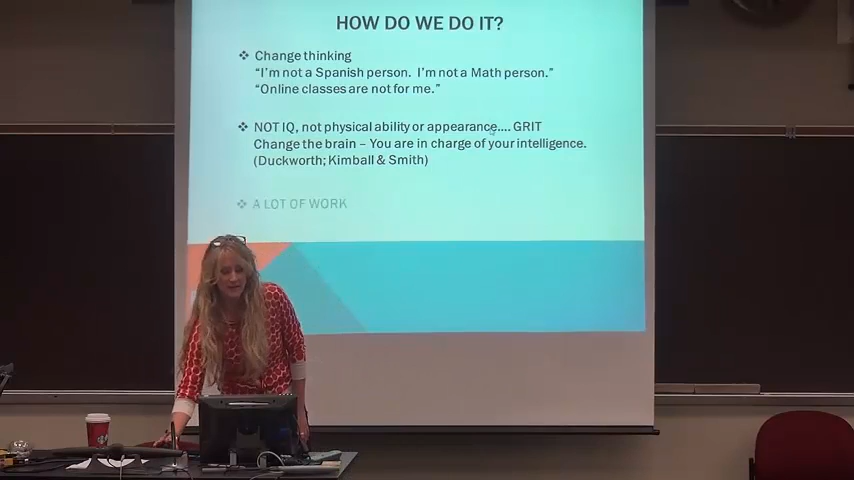 HOW DO WE DO IT?
❖ Change thinking
“I'm not a Spanish person. I'm not a Math person.”
“Online classes are not for me.”
❖ NOT IQ, not physical ability or appearance.... GRIT
Change the brain – You are in charge of your intelligence.
(Duckworth; Kimball & Smith)
❖ A LOT OF WORK